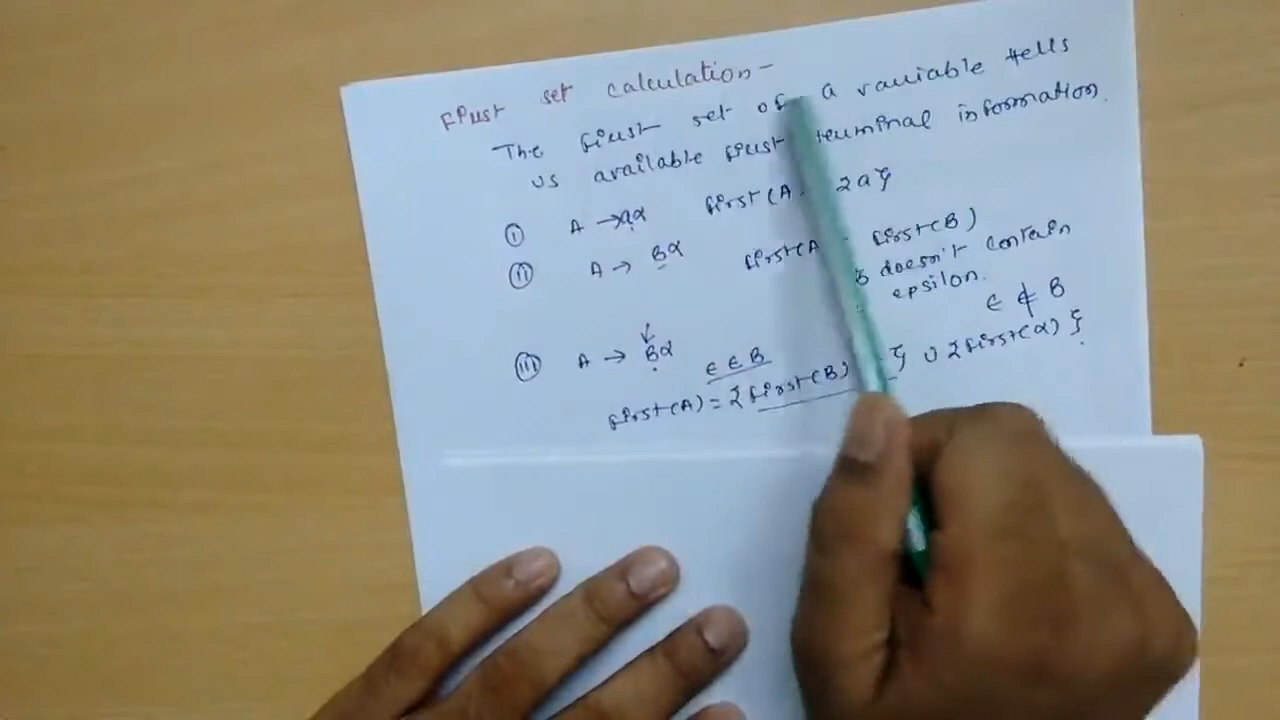 First set calculation -
The first set of a variable tells
us available first terminal information.
(i) A → aα first(A {a}
(ii) A → Bα first(A first(B)
B doesn't contain
epsilon.
∈ ∉ B
(iii) A → Bα ∈ ∈ B
first(A) = {first(B) } ∪ {first(α)}